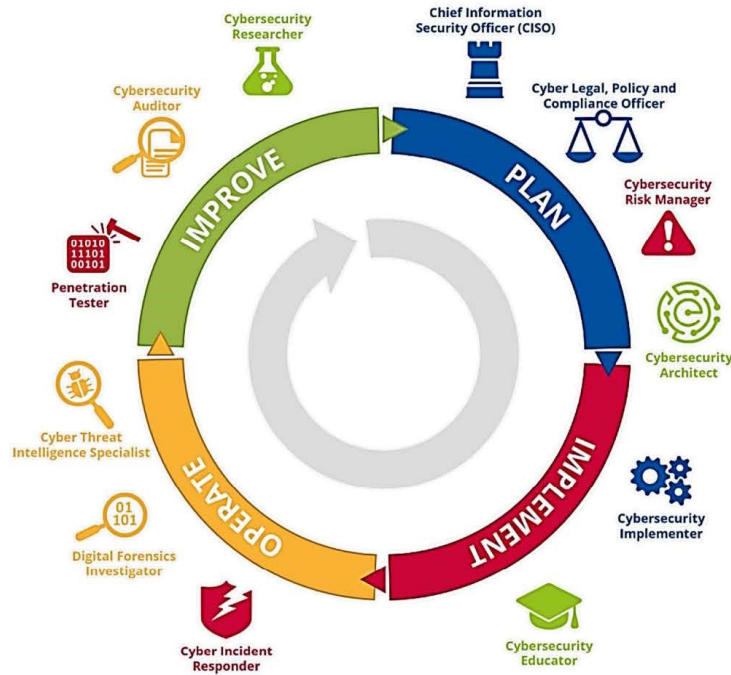 Cybersecurity
Researcher
Chief Information
Security Officer (CISO)
Cybersecurity
Auditor
Cyber Legal, Policy and
Compliance Officer
IMPROVE
PLAN
Cybersecurity
Risk Manager
01010
11101
00101
Penetration
Tester
Cybersecurity
Architect
Cyber Threat
Intelligence Specialist
OPERATE
IMPLEMENT
Cybersecurity
Implementer
01
101
Digital Forensics
Investigator
Cyber Incident
Responder
Cybersecurity
Educator